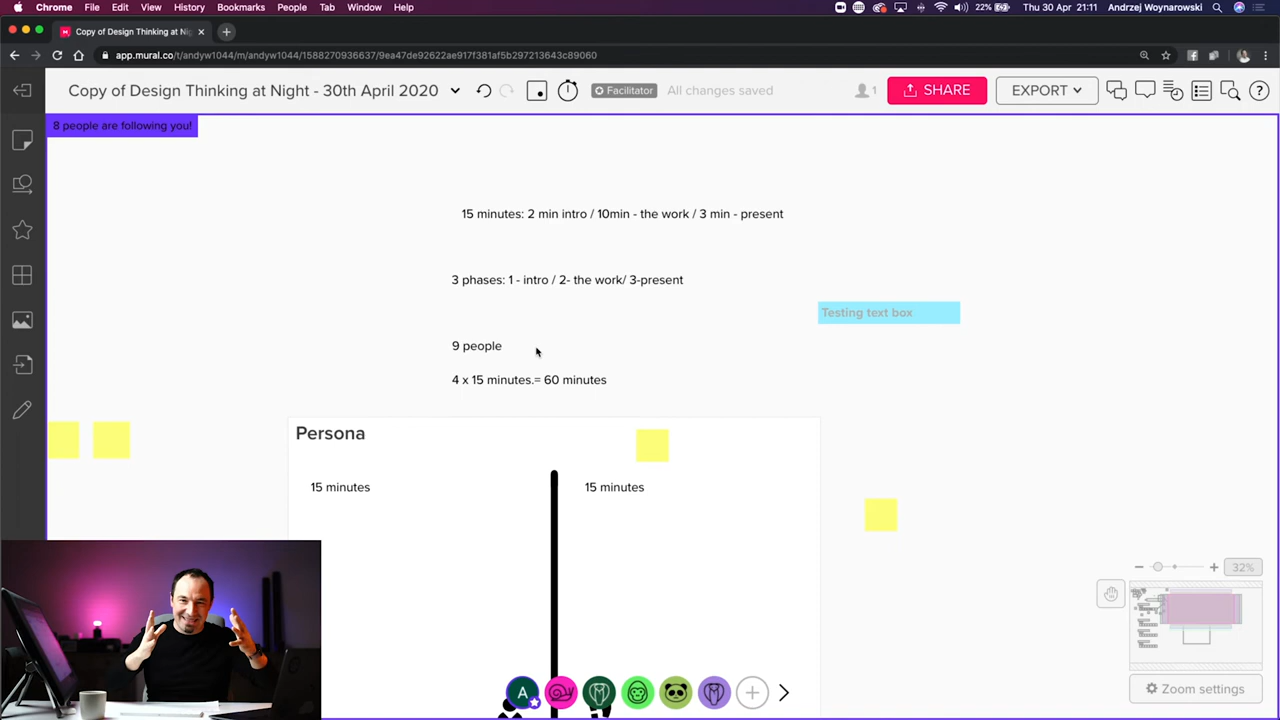 Chrome File Edit View History Bookmarks People Tab Window Help
22% Thu 30 Apr 21:11 Andrzej Woynarowski
Copy of Design Thinking at Nig
app.mural.co/t/andyw1044/m/andyw1044/1588270936637/9ea47de92622ae917f381af5b297213643c89060
Copy of Design Thinking at Night - 30th April 2020
Facilitator
All changes saved
1
SHARE
EXPORT
8 people are following you!
15 minutes: 2 min intro / 10min - the work / 3 min - present
3 phases: 1 - intro / 2- the work/ 3-present
Testing text box
9 people
4 x 15 minutes.= 60 minutes
Persona
15 minutes
15 minutes
32%
A
Zoom settings